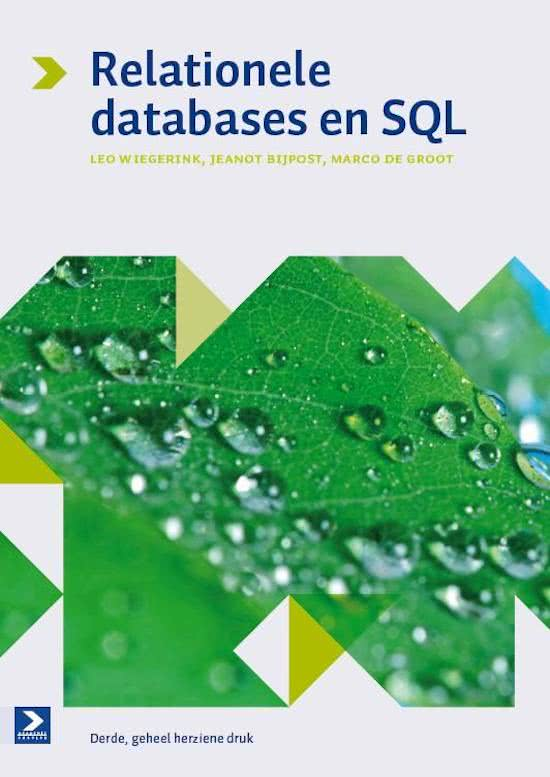 Relationele
databases en SQL
LEO WIEGERINK, JEANOT BIJPOST, MARCO DE GROOT
Derde, geheel herziene druk